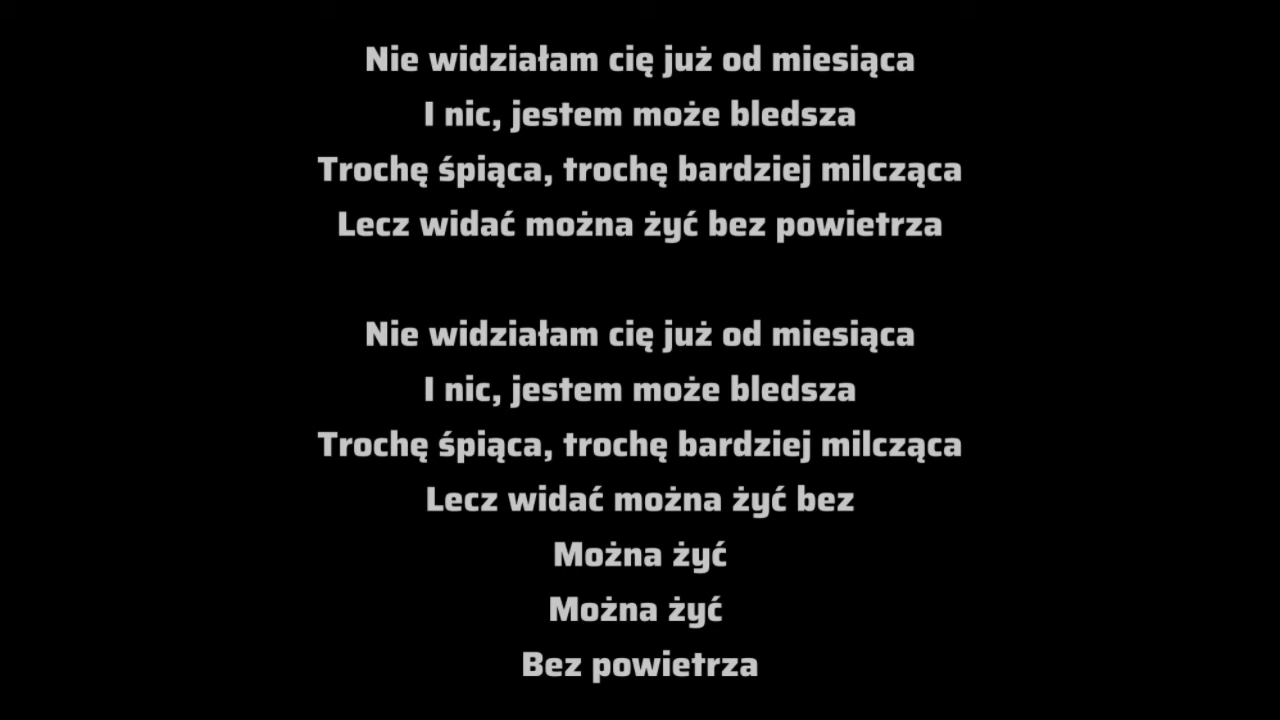 Nie widziałam cię już od miesiąca
I nic, jestem może bledsza
Trochę śpiąca, trochę bardziej milcząca
Lecz widać można żyć bez powietrza
Nie widziałam cię już od miesiąca
I nic, jestem może bledsza
Trochę śpiąca, trochę bardziej milcząca
Lecz widać można żyć bez
Można żyć
Można żyć
Bez powietrza